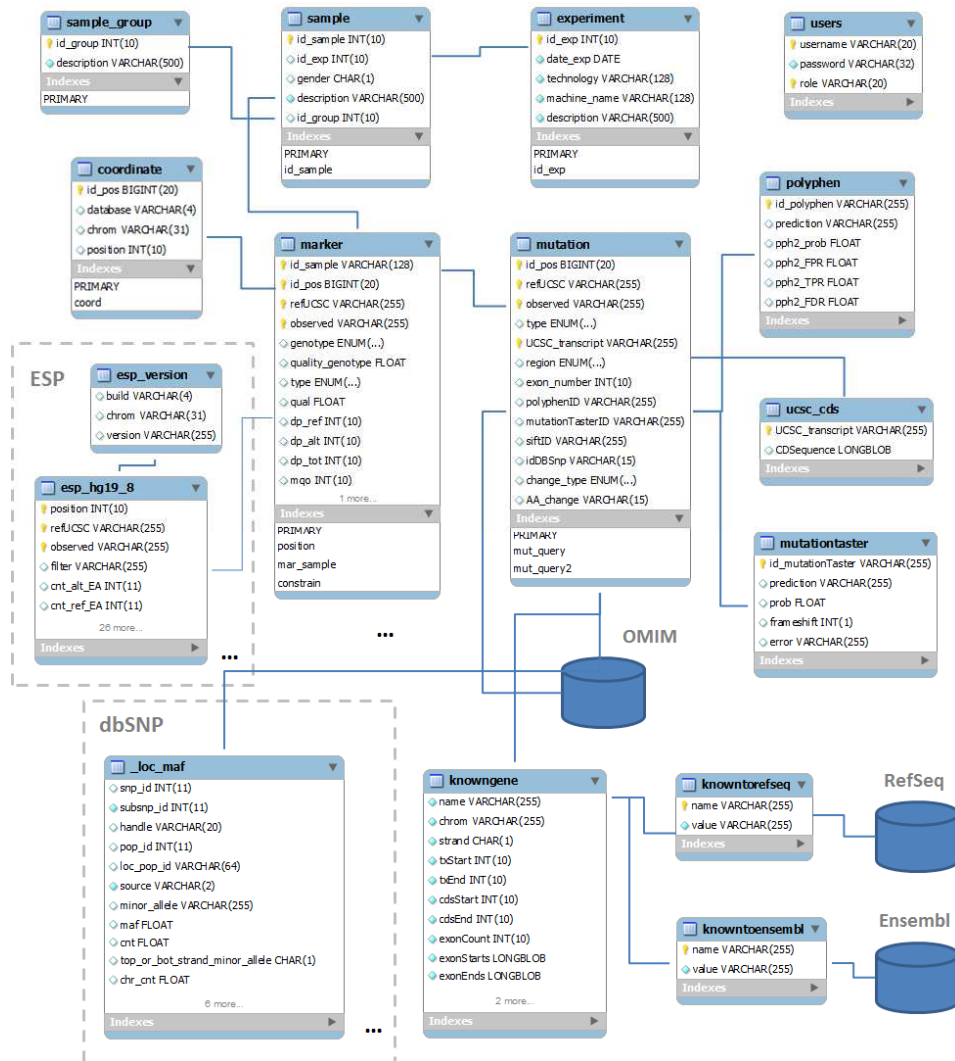 sample_group
id_group INT(10)
description VARCHAR(500)
Indexes
PRIMARY
sample
id_sample INT(10)
id_exp INT(10)
gender CHAR(1)
description VARCHAR(500)
id_group INT(10)
Indexes
PRIMARY
id_sample
experiment
id_exp INT(10)
date_exp DATE
technology VARCHAR(128)
machine_name VARCHAR(128)
description VARCHAR(500)
Indexes
PRIMARY
id_exp
users
username VARCHAR(20)
password VARCHAR(32)
role VARCHAR(20)
Indexes
coordinate
id_pos BIGINT(20)
database VARCHAR(4)
chrom VARCHAR(31)
position INT(10)
Indexes
PRIMARY
coord
marker
id_sample VARCHAR(128)
id_pos BIGINT(20)
refUCSC VARCHAR(255)
observed VARCHAR(255)
genotype ENUM(...)
quality_genotype FLOAT
type ENUM(...)
qual FLOAT
dp_ref INT(10)
dp_alt INT(10)
dp_tot INT(10)
mqo INT(10)
1 more...
Indexes
PRIMARY
position
mar_sample
constrain
mutation
id_pos BIGINT(20)
refUCSC VARCHAR(255)
observed VARCHAR(255)
type ENUM(...)
UCSC_transcript VARCHAR(255)
region ENUM(...)
exon_number INT(10)
polyphenID VARCHAR(255)
mutationTasterID VARCHAR(255)
siftID VARCHAR(255)
idDBSnp VARCHAR(15)
change_type ENUM(...)
AA_change VARCHAR(15)
Indexes
PRIMARY
mut_query
mut_query2
polyphen
id_polyphen VARCHAR(255)
prediction VARCHAR(255)
pph2_prob FLOAT
pph2_FPR FLOAT
pph2_TPR FLOAT
pph2_FDR FLOAT
Indexes
ucsc_cds
UCSC_transcript VARCHAR(255)
CDSequence LONGBLOB
Indexes
mutationtaster
id_mutationTaster VARCHAR(255)
prediction VARCHAR(255)
prob FLOAT
frameshift INT(1)
error VARCHAR(255)
Indexes
ESP
esp_version
build VARCHAR(4)
chrom VARCHAR(31)
version VARCHAR(255)
esp_hg19_8
position INT(10)
refUCSC VARCHAR(255)
observed VARCHAR(255)
filter VARCHAR(255)
cnt_alt_EA INT(11)
cnt_ref_EA INT(11)
26 more...
Indexes
...
...
OMIM
dbSNP
_loc_maf
snp_id INT(11)
subsnp_id INT(11)
handle VARCHAR(20)
pop_id INT(11)
loc_pop_id VARCHAR(64)
source VARCHAR(2)
minor_allele VARCHAR(255)
maf FLOAT
cnt FLOAT
top_or_bot_strand_minor_allele CHAR(1)
chr_cnt FLOAT
6 more...
Indexes
...
knowngene
name VARCHAR(255)
chrom VARCHAR(255)
strand CHAR(1)
txStart INT(10)
txEnd INT(10)
cdsStart INT(10)
cdsEnd INT(10)
exonCount INT(10)
exonStarts LONGBLOB
exonEnds LONGBLOB
2 more...
Indexes
knowntorefseq
name VARCHAR(255)
value VARCHAR(255)
Indexes
RefSeq
knowntoensembl
name VARCHAR(255)
value VARCHAR(255)
Indexes
Ensembl